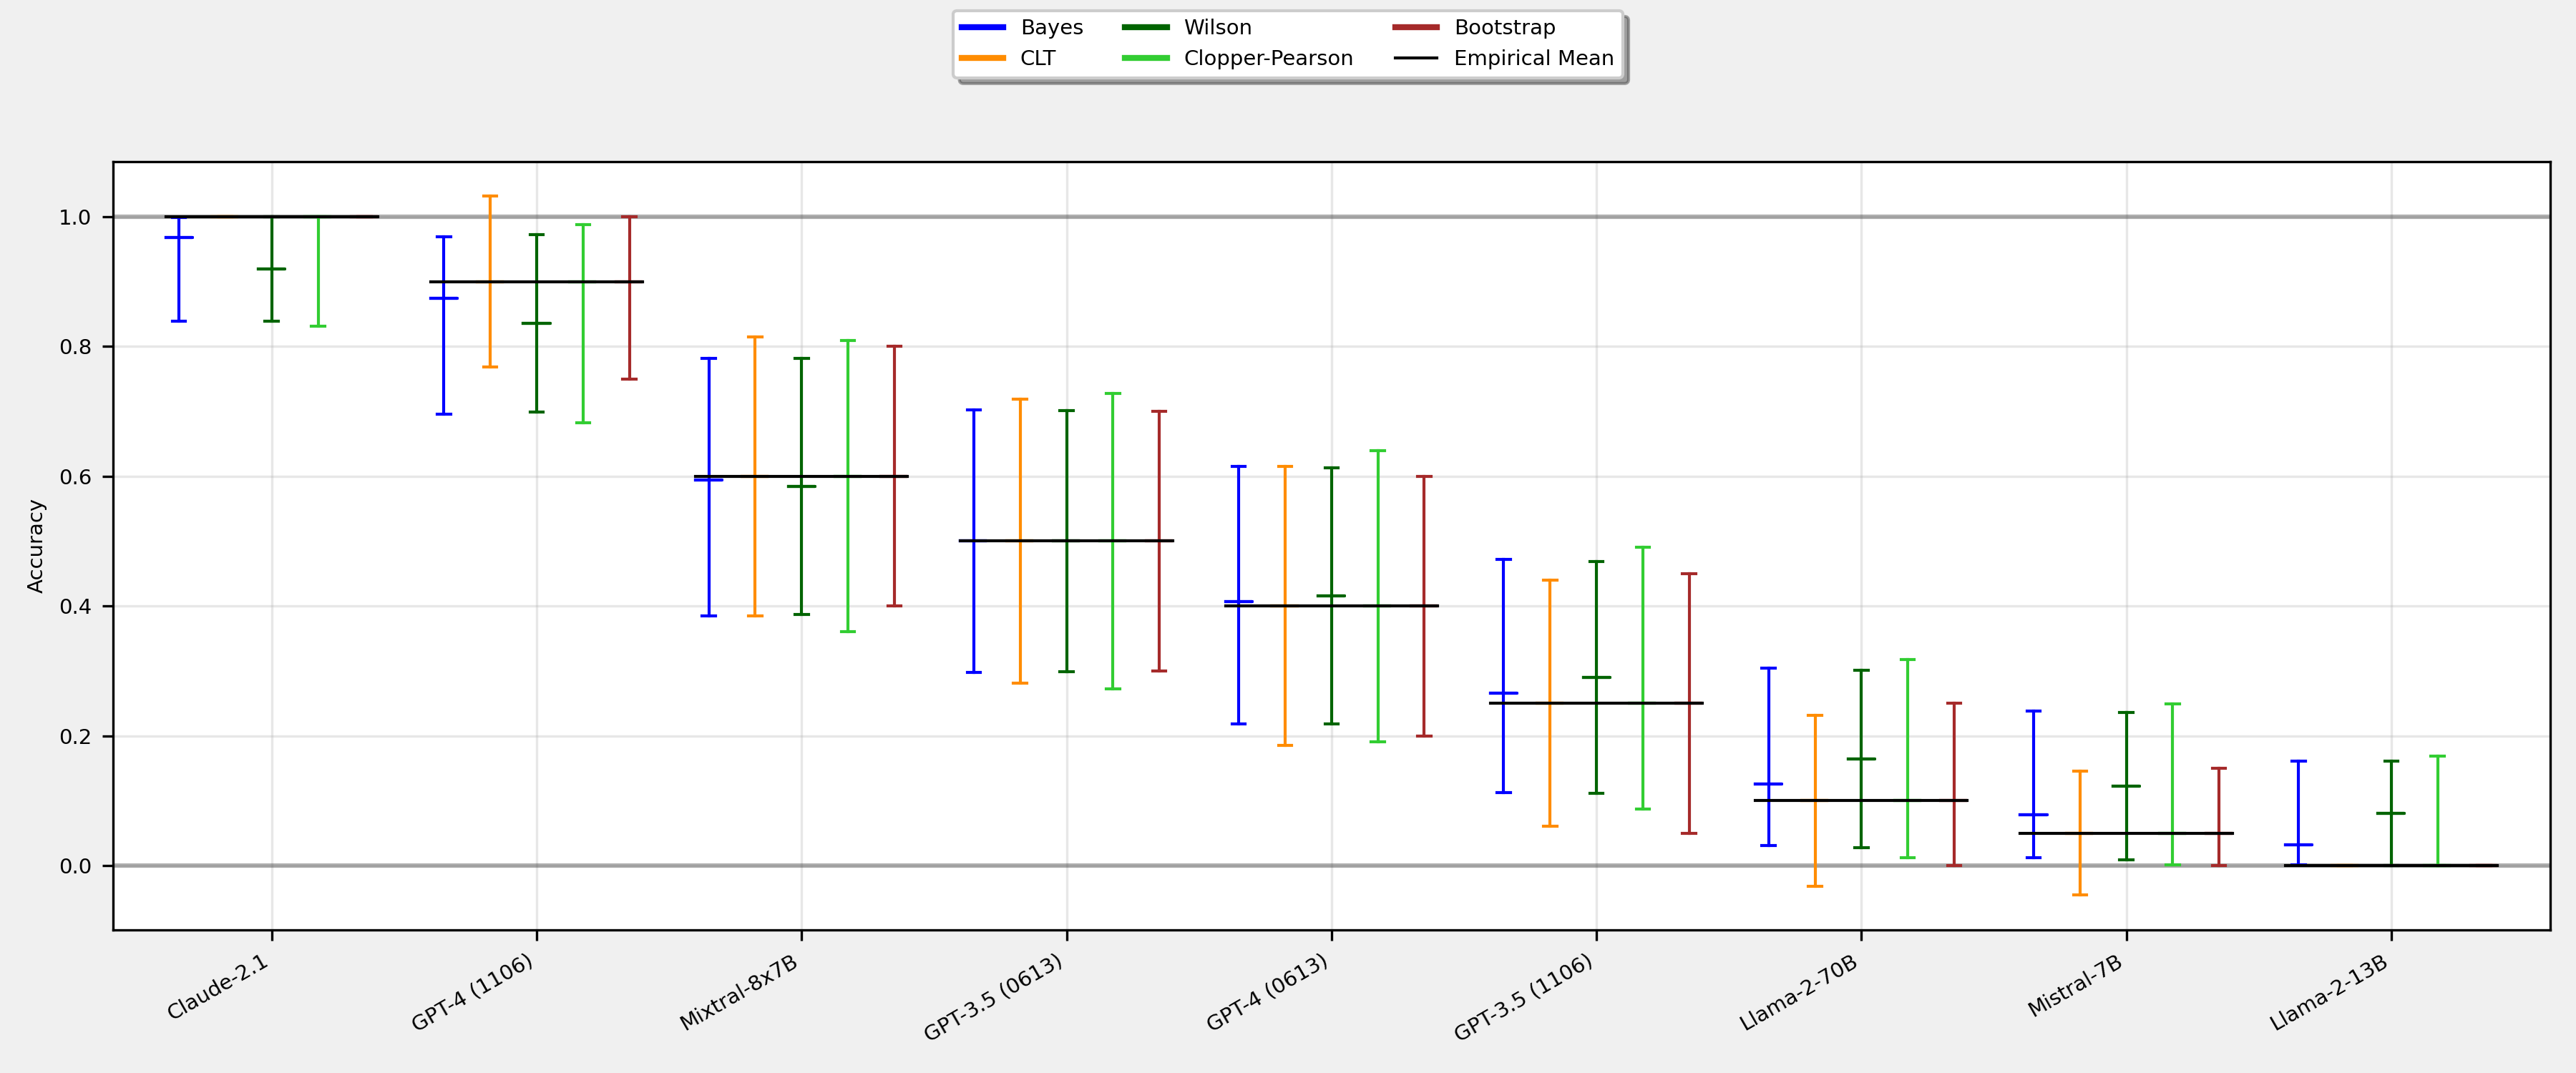 Bayes
CLT
Wilson
Clopper-Pearson
Bootstrap
Empirical Mean
Accuracy
1.0
0.8
0.6
0.4
0.2
0.0
Claude-2.1
GPT-4 (1106)
Mixtral-8x7B
GPT-3.5 (0613)
GPT-4 (0613)
GPT-3.5 (1106)
Llama-2-70B
Mistral-7B
Llama-2-13B